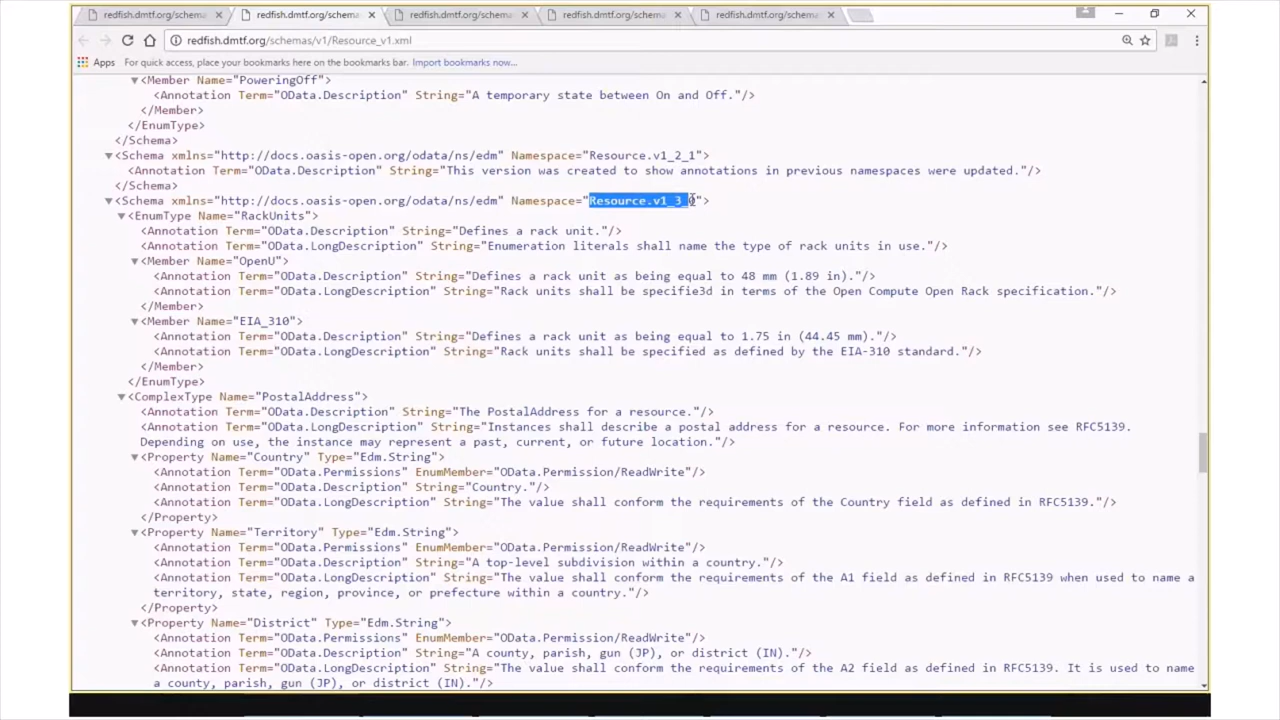 redfish.dmtf.org/schema redfish.dmtf.org/schema redfish.dmtf.org/schema redfish.dmtf.org/schema redfish.dmtf.org/schema
redfish.dmtf.org/schemas/v1/Resource_v1.xml
Apps For quick access, place your bookmarks here on the bookmarks bar. Import bookmarks now...
▼<Member Name="PoweringOff">
<Annotation Term="OData.Description" String="A temporary state between On and Off."/>
</Member>
</EnumType>
</Schema>
▼<Schema xmlns="http://docs.oasis-open.org/odata/ns/edm" Namespace="Resource.v1_2_1">
<Annotation Term="OData.Description" String="This version was created to show annotations in previous namespaces were updated."/>
</Schema>
▼<Schema xmlns="http://docs.oasis-open.org/odata/ns/edm" Namespace="Resource.v1_3_0">
▼<EnumType Name="RackUnits">
<Annotation Term="OData.Description" String="Defines a rack unit."/>
<Annotation Term="OData.LongDescription" String="Enumeration literals shall name the type of rack units in use."/>
▼<Member Name="OpenU">
<Annotation Term="OData.Description" String="Defines a rack unit as being equal to 48 mm (1.89 in)."/>
<Annotation Term="OData.LongDescription" String="Rack units shall be specifie3d in terms of the Open Compute Open Rack specification."/>
</Member>
▼<Member Name="EIA_310">
<Annotation Term="OData.Description" String="Defines a rack unit as being equal to 1.75 in (44.45 mm)."/>
<Annotation Term="OData.LongDescription" String="Rack units shall be specified as defined by the EIA-310 standard."/>
</Member>
</EnumType>
▼<ComplexType Name="PostalAddress">
<Annotation Term="OData.Description" String="The PostalAddress for a resource."/>
<Annotation Term="OData.LongDescription" String="Instances shall describe a postal address for a resource. For more information see RFC5139.
Depending on use, the instance may represent a past, current, or future location."/>
▼<Property Name="Country" Type="Edm.String">
<Annotation Term="OData.Permissions" EnumMember="OData.Permission/ReadWrite"/>
<Annotation Term="OData.Description" String="Country."/>
<Annotation Term="OData.LongDescription" String="The value shall conform the requirements of the Country field as defined in RFC5139."/>
</Property>
▼<Property Name="Territory" Type="Edm.String">
<Annotation Term="OData.Permissions" EnumMember="OData.Permission/ReadWrite"/>
<Annotation Term="OData.Description" String="A top-level subdivision within a country."/>
<Annotation Term="OData.LongDescription" String="The value shall conform the requirements of the A1 field as defined in RFC5139 when used to name a
territory, state, region, province, or prefecture within a country."/>
</Property>
▼<Property Name="District" Type="Edm.String">
<Annotation Term="OData.Permissions" EnumMember="OData.Permission/ReadWrite"/>
<Annotation Term="OData.Description" String="A county, parish, gun (JP), or district (IN)."/>
<Annotation Term="OData.LongDescription" String="The value shall conform the requirements of the A2 field as defined in RFC5139. It is used to name
a county, parish, gun (JP), or district (IN)."/>